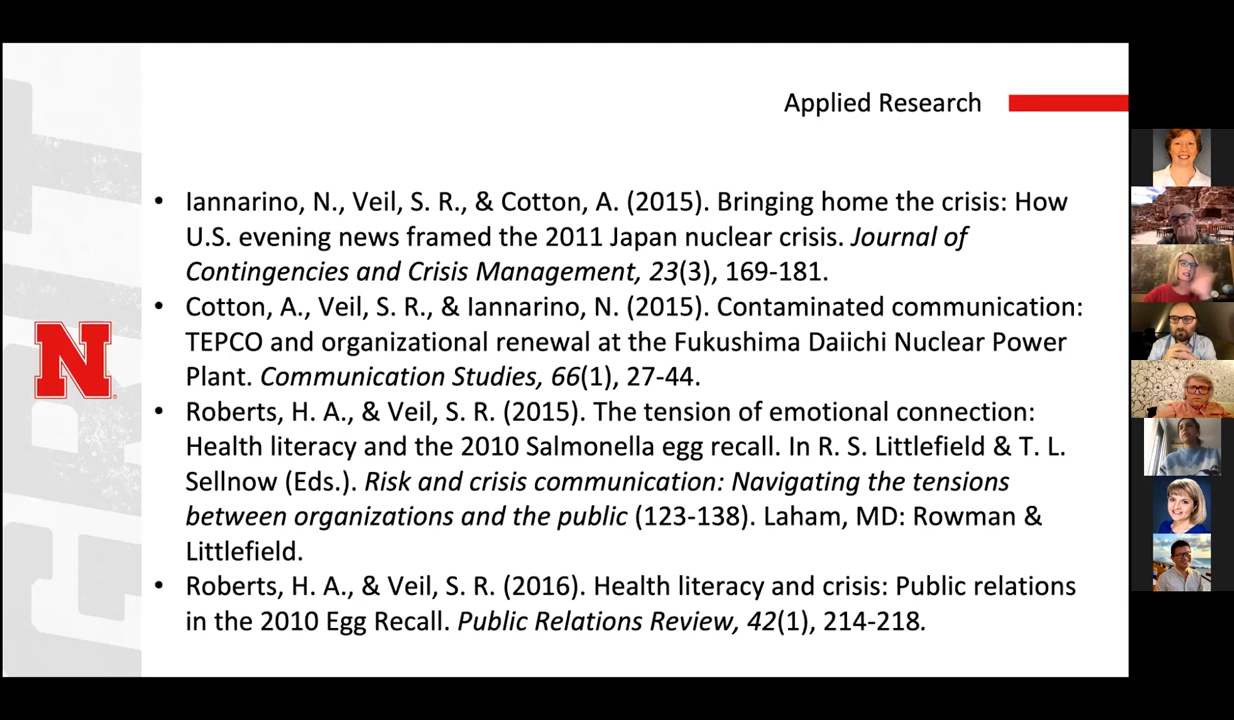 Applied Research
• Iannarino, N., Veil, S. R., & Cotton, A. (2015). Bringing home the crisis: How
U.S. evening news framed the 2011 Japan nuclear crisis. Journal of
Contingencies and Crisis Management, 23(3), 169-181.
• Cotton, A., Veil, S. R., & Iannarino, N. (2015). Contaminated communication:
TEPCO and organizational renewal at the Fukushima Daiichi Nuclear Power
Plant. Communication Studies, 66(1), 27-44.
• Roberts, H. A., & Veil, S. R. (2015). The tension of emotional connection:
Health literacy and the 2010 Salmonella egg recall. In R. S. Littlefield & T. L.
Sellnow (Eds.). Risk and crisis communication: Navigating the tensions
between organizations and the public (123-138). Laham, MD: Rowman &
Littlefield.
• Roberts, H. A., & Veil, S. R. (2016). Health literacy and crisis: Public relations
in the 2010 Egg Recall. Public Relations Review, 42(1), 214-218.
N